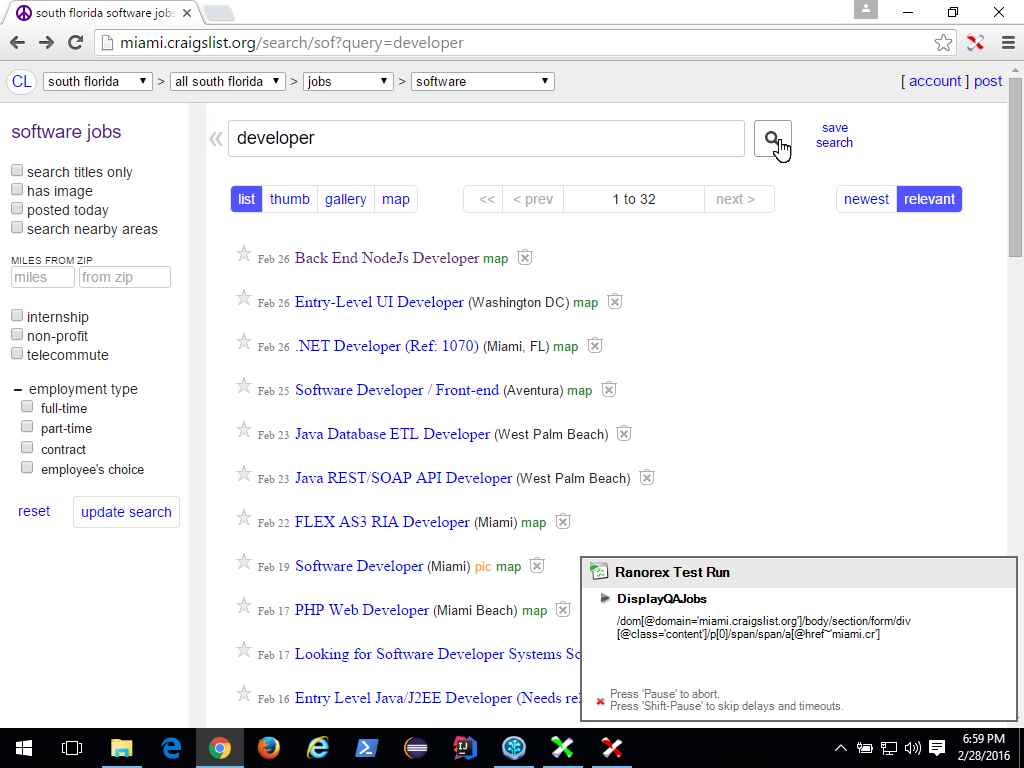 south florida software jobs
miami.craigslist.org/search/sof?query=developer
CL south florida > all south florida > jobs > software [ account ] post
software jobs
search titles only
has image
posted today
search nearby areas
MILES FROM ZIP
miles from zip
internship
non-profit
telecommute
employment type
full-time
part-time
contract
employee's choice
reset update search
« developer save search
list thumb gallery map << < prev 1 to 32 next > newest relevant
Feb 26 Back End NodeJs Developer map
Feb 26 Entry-Level UI Developer (Washington DC) map
Feb 26 .NET Developer (Ref: 1070) (Miami, FL) map
Feb 25 Software Developer / Front-end (Aventura) map
Feb 23 Java Database ETL Developer (West Palm Beach)
Feb 23 Java REST/SOAP API Developer (West Palm Beach)
Feb 22 FLEX AS3 RIA Developer (Miami) map
Feb 19 Software Developer (Miami) pic map
Feb 17 PHP Web Developer (Miami Beach) map
Feb 17 Looking for Software Developer Systems
Feb 16 Entry Level Java/J2EE Developer (Needs
Ranorex Test Run
DisplayQAJobs
/dom[@domain='miami.craigslist.org']/body/section/form/div
[@class='content']/p[0]/span/span/a[@href~'miami.cr']
Press 'Pause' to abort.
Press 'Shift-Pause' to skip delays and timeouts.
6:59 PM
2/28/2016